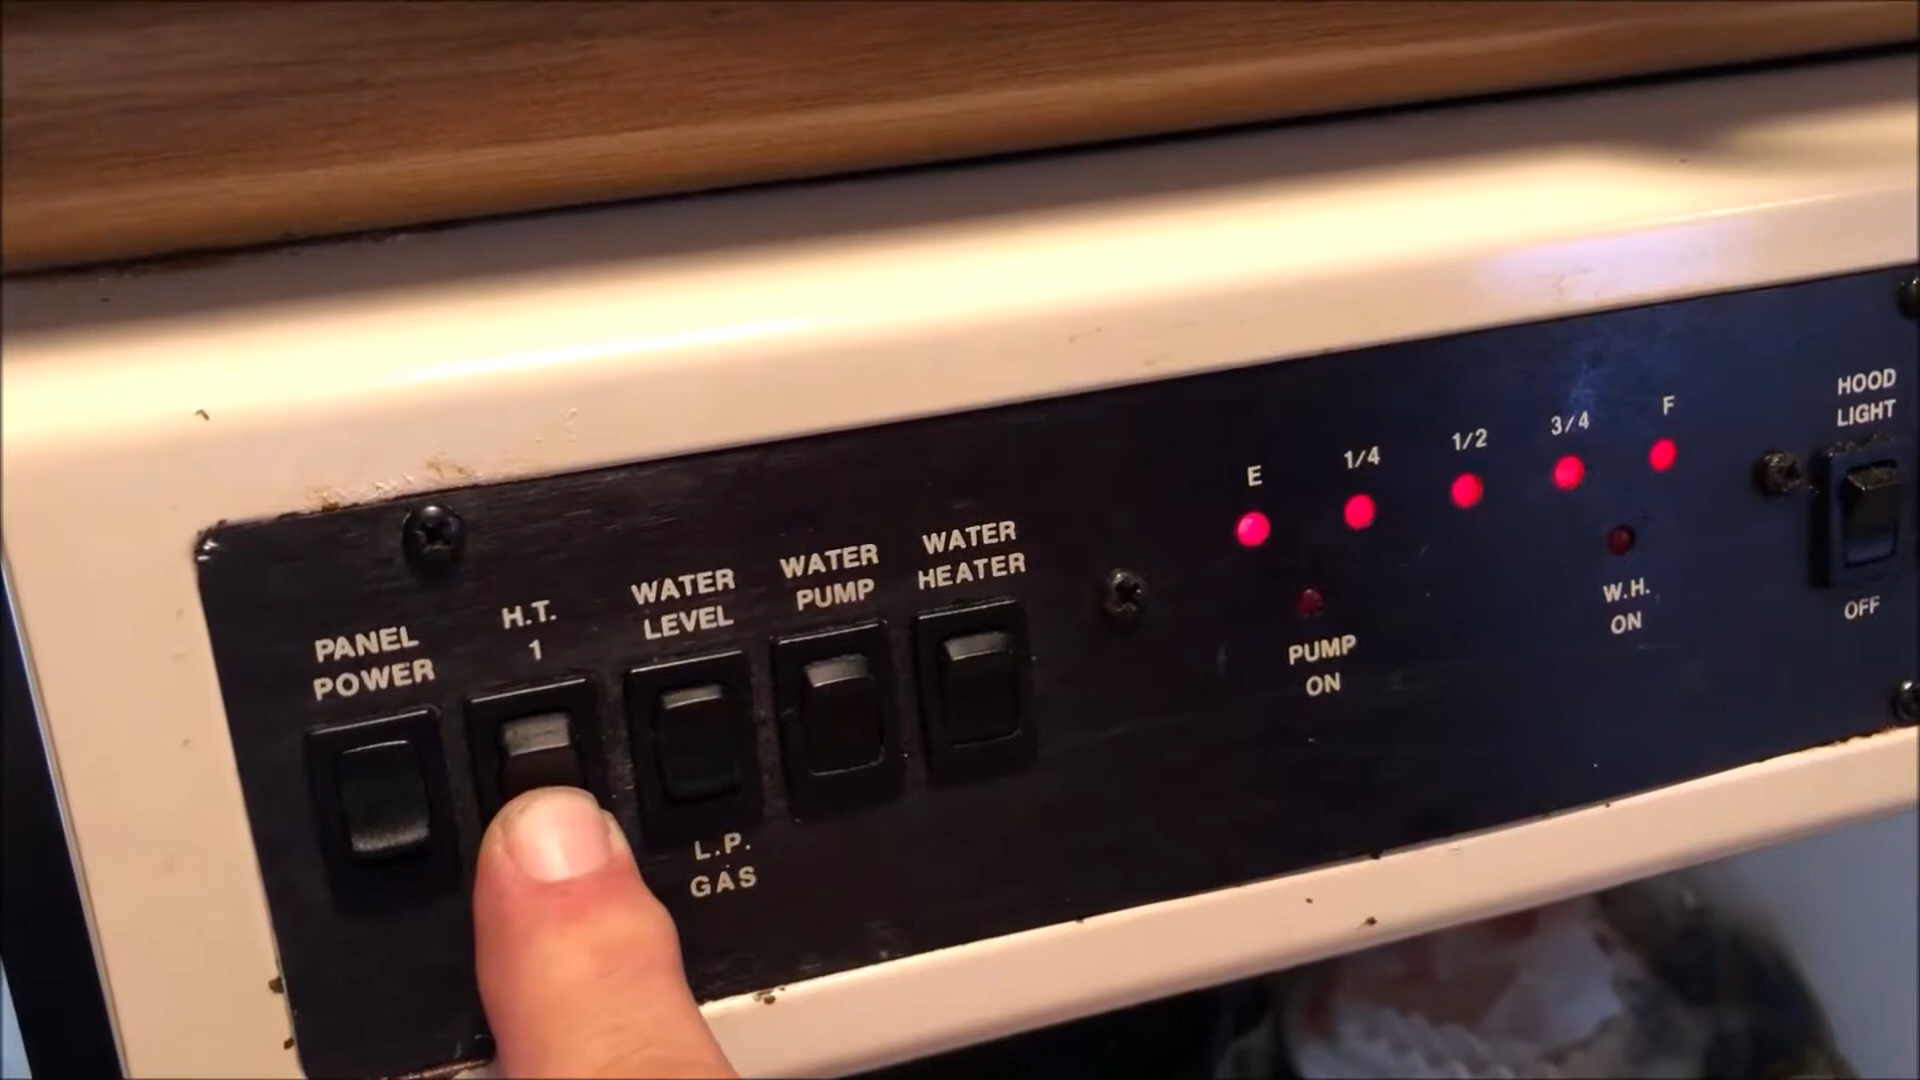 PANEL
POWER
H.T.
1
WATER
LEVEL
L.P.
GAS
WATER
PUMP
WATER
HEATER
E
1/4
1/2
3/4
F
PUMP
ON
W.H.
ON
HOOD
LIGHT
OFF